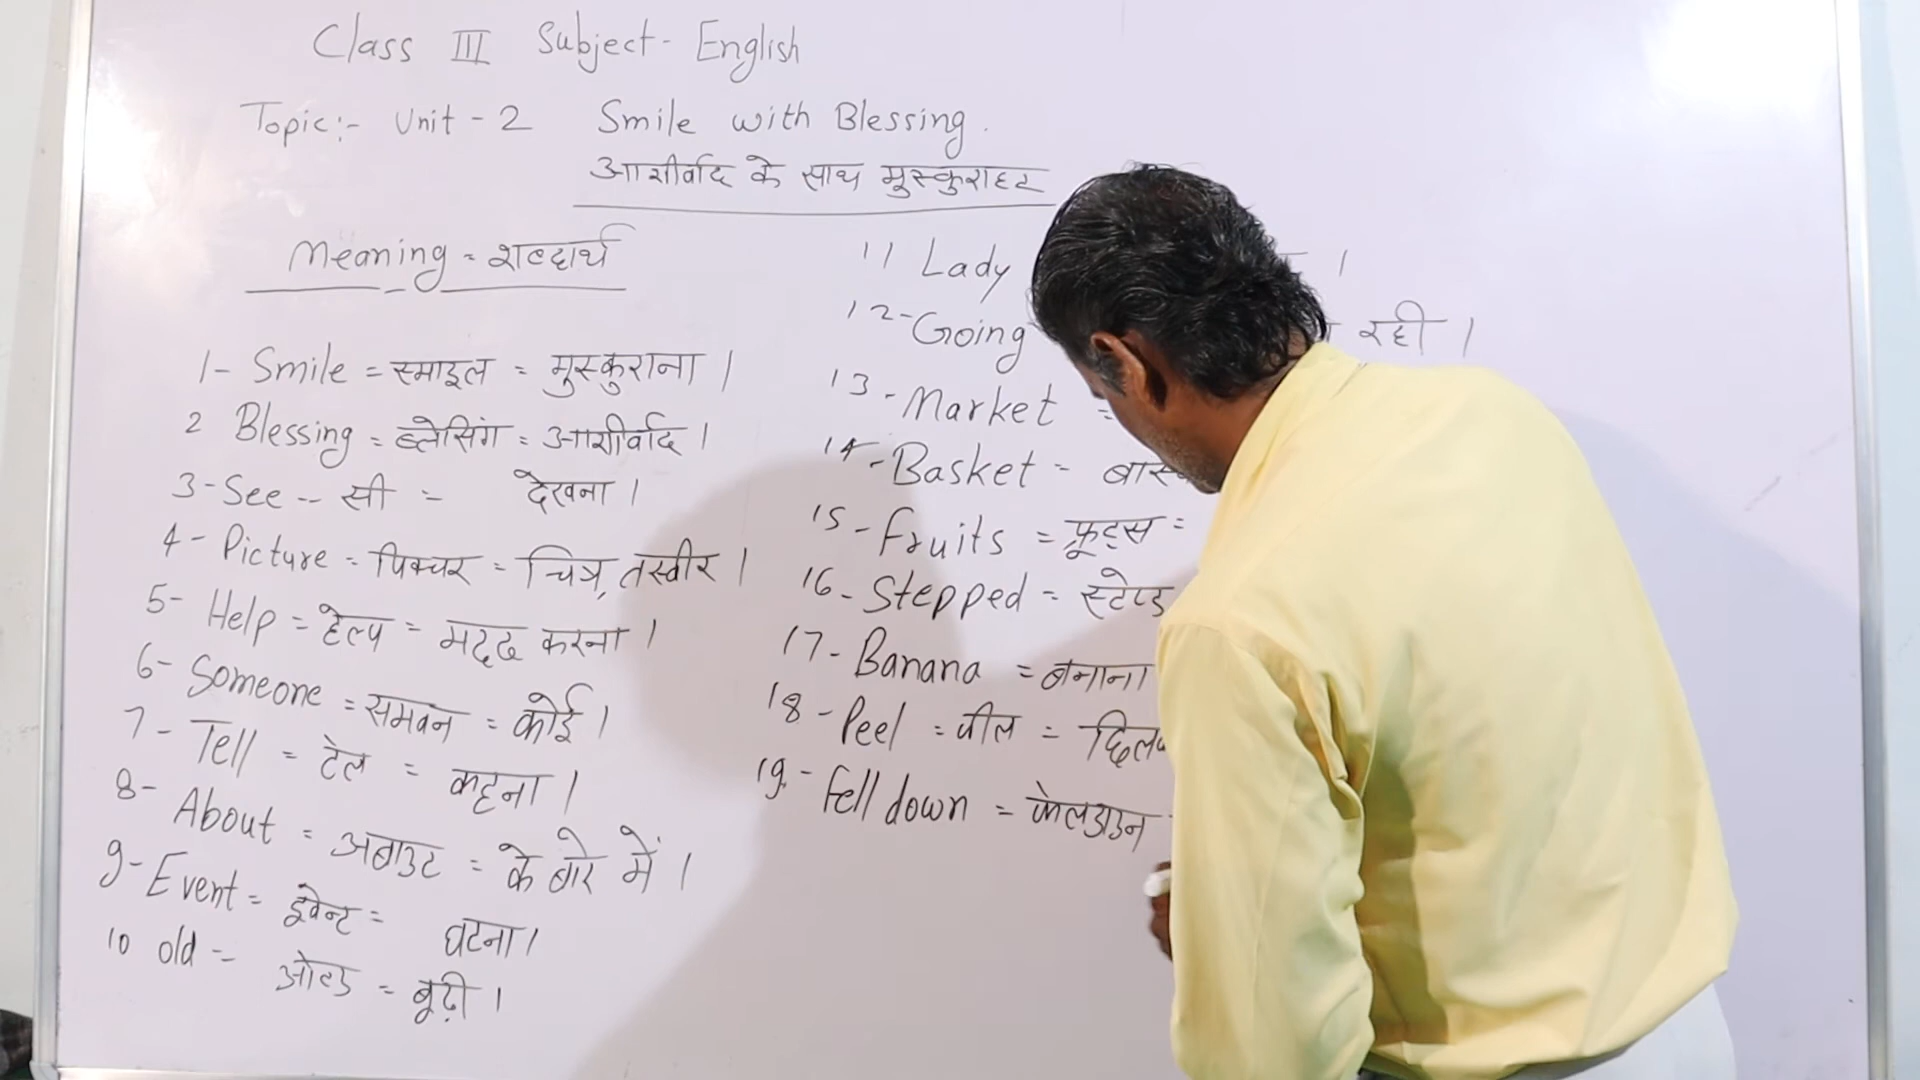 Class III Subject- English
Topic:- Unit - 2 Smile with Blessing.
आशीर्वाद के साथ मुस्कुराहट
Meaning = शब्दार्थ
1- Smile = स्माइल = मुस्कुराना।
2 Blessing = ब्लेसिंग = आशीर्वाद।
3- See -- सी = देखना।
4- Picture = पिक्चर = चित्र, तस्वीर।
5- Help = हेल्प = मदद करना।
6- Someone = समवन = कोई।
7- Tell = टेल = कहना।
8- About = अबाउट = के बारे में।
9- Event = इवेन्ट = घटना।
10 old = ओल्ड = बूढ़ी।
11 Lady ।
12- Going रही।
13- Market =
14- Basket -
15- Fruits = फ्रूट्स =
16- Stepped = स्टेप्ड
17- Banana = बनाना
18- Peel = पील =
19- Fell down = फेलडाउन